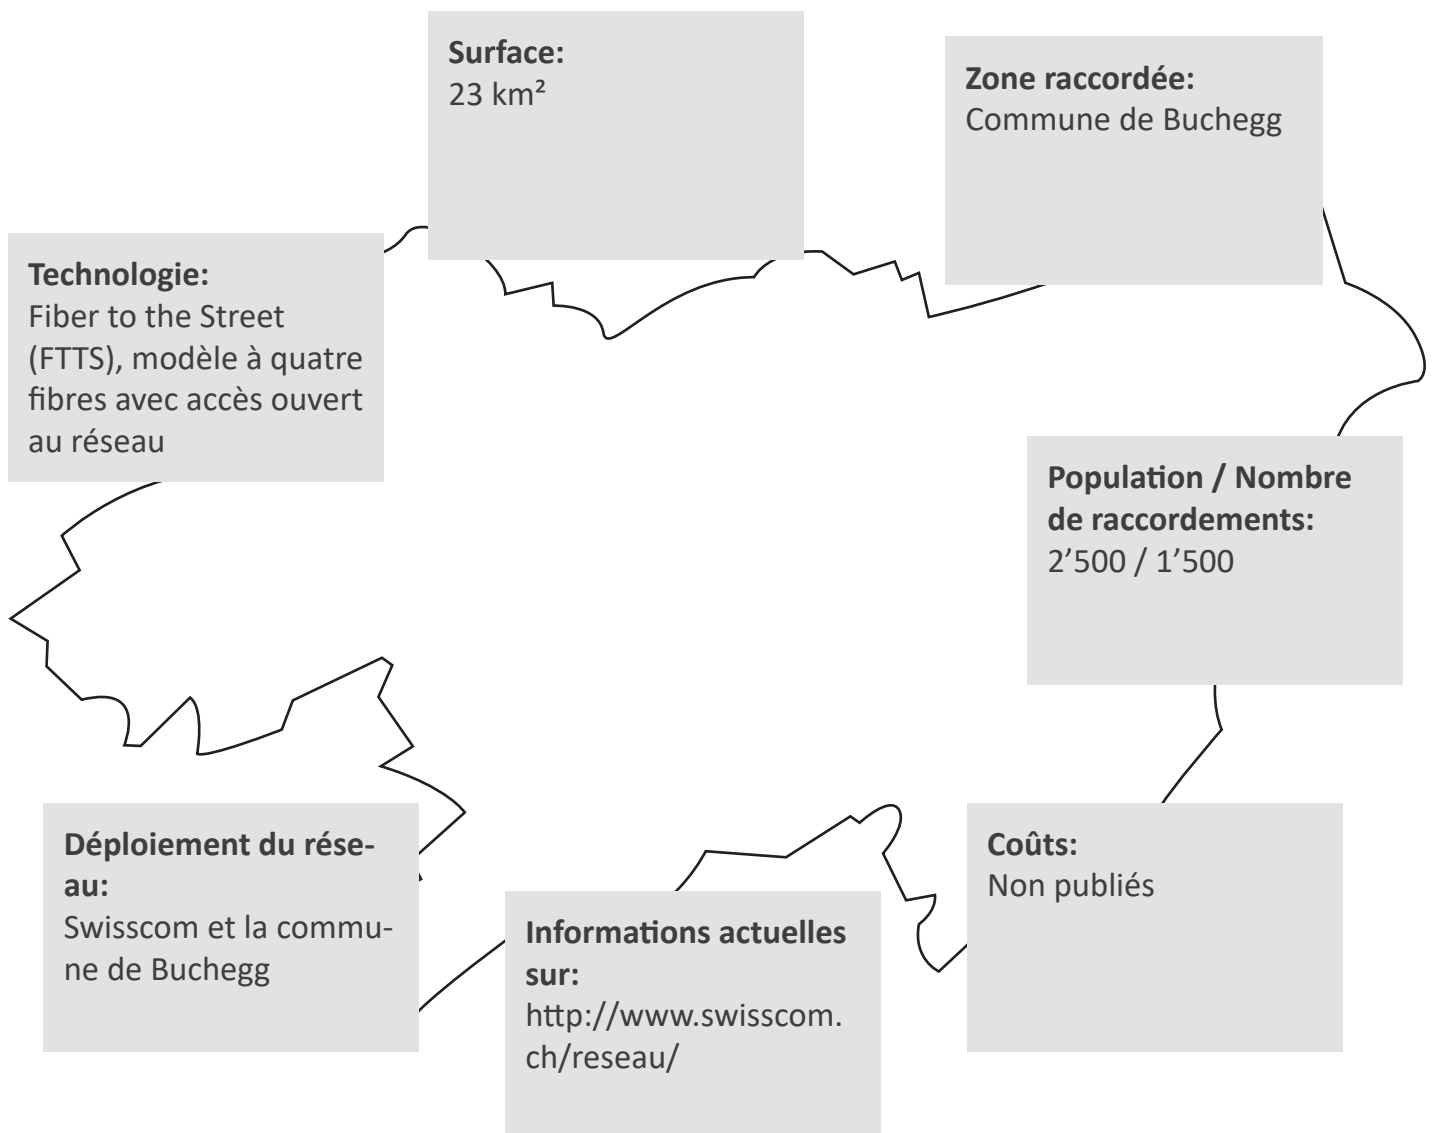 Surface:
23 km²
Zone raccordée:
Commune de Buchegg
Technologie:
Fiber to the Street
(FTTS), modèle à quatre
fibres avec accès ouvert
au réseau
Population / Nombre
de raccordements:
2’500 / 1’500
Déploiement du rése-
au:
Swisscom et la commu-
ne de Buchegg
Informations actuelles
sur:
http://www.swisscom.
ch/reseau/
Coûts:
Non publiés